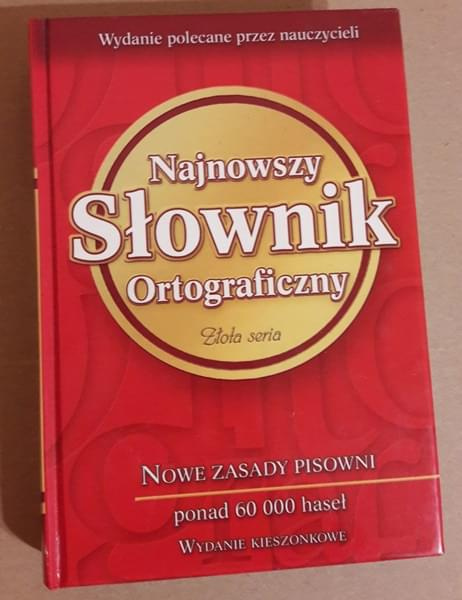 Wydanie polecane przez nauczycieli
Najnowszy
Słownik
Ortograficzny
Złota seria
NOWE ZASADY PISOWNI
ponad 60 000 haseł
WYDANIE KIESZONKOWE